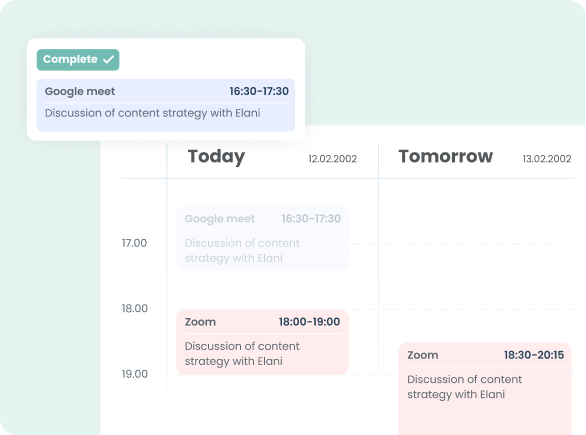 Complete
Google meet 16:30-17:30
Discussion of content strategy with Elani
Today 12.02.2002 Tomorrow 13.02.2002
Google meet 16:30-17:30
Discussion of content
strategy with Elani
17.00
18.00
Zoom 18:00-19:00
Discussion of content
strategy with Elani
19.00
Zoom 18:30-20:15
Discussion of content
strategy with Elani